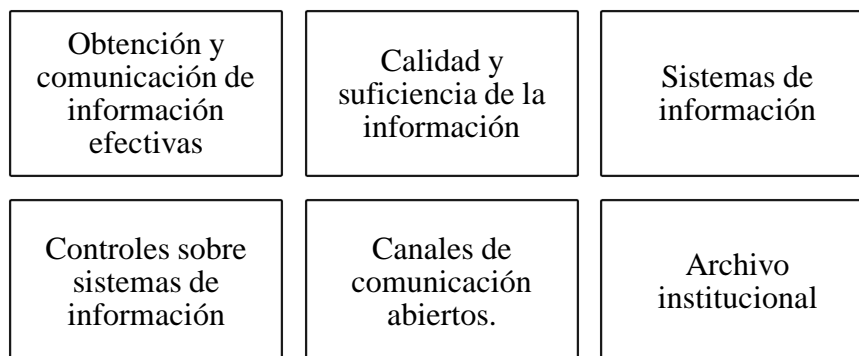 Obtención y
comunicación de
información
efectivas
Calidad y
suficiencia de la
información
Sistemas de
información
Controles sobre
sistemas de
información
Canales de
comunicación
abiertos.
Archivo
institucional